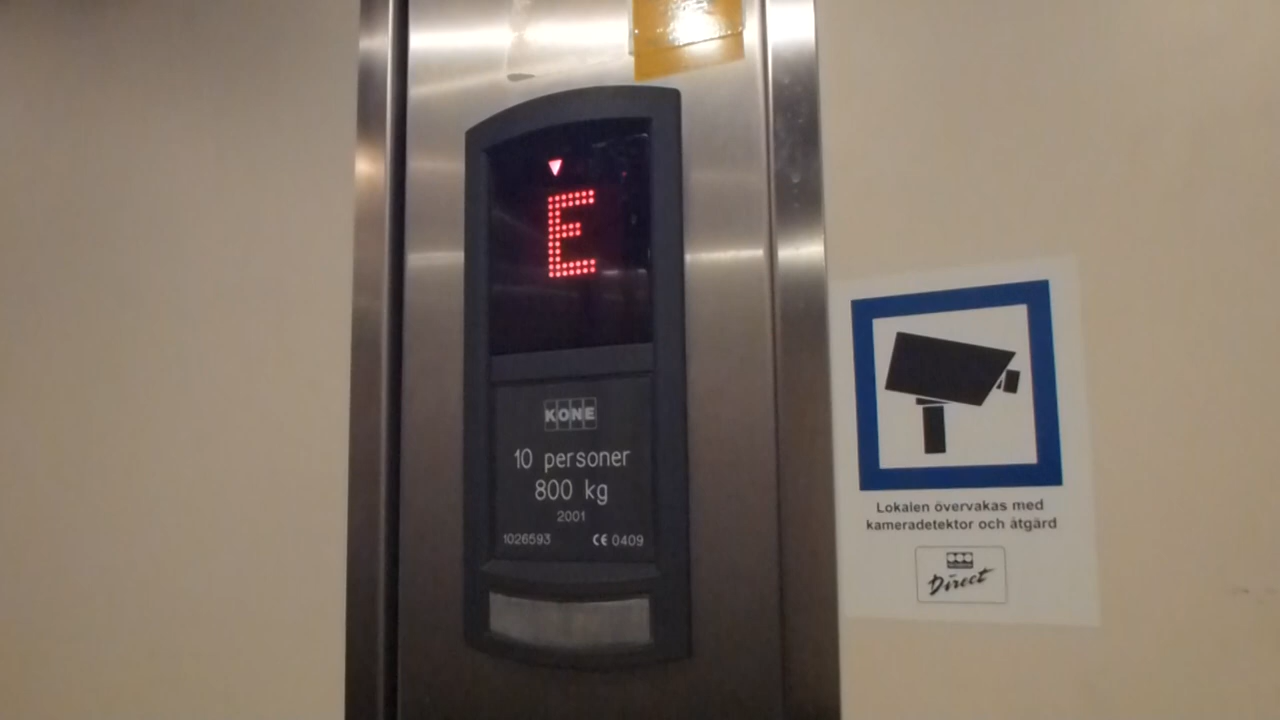 E
KONE
10 personer
800 kg
2001
1026593 CE 0409
Lokalen övervakas med
kameradetektor och åtgärd
Direct